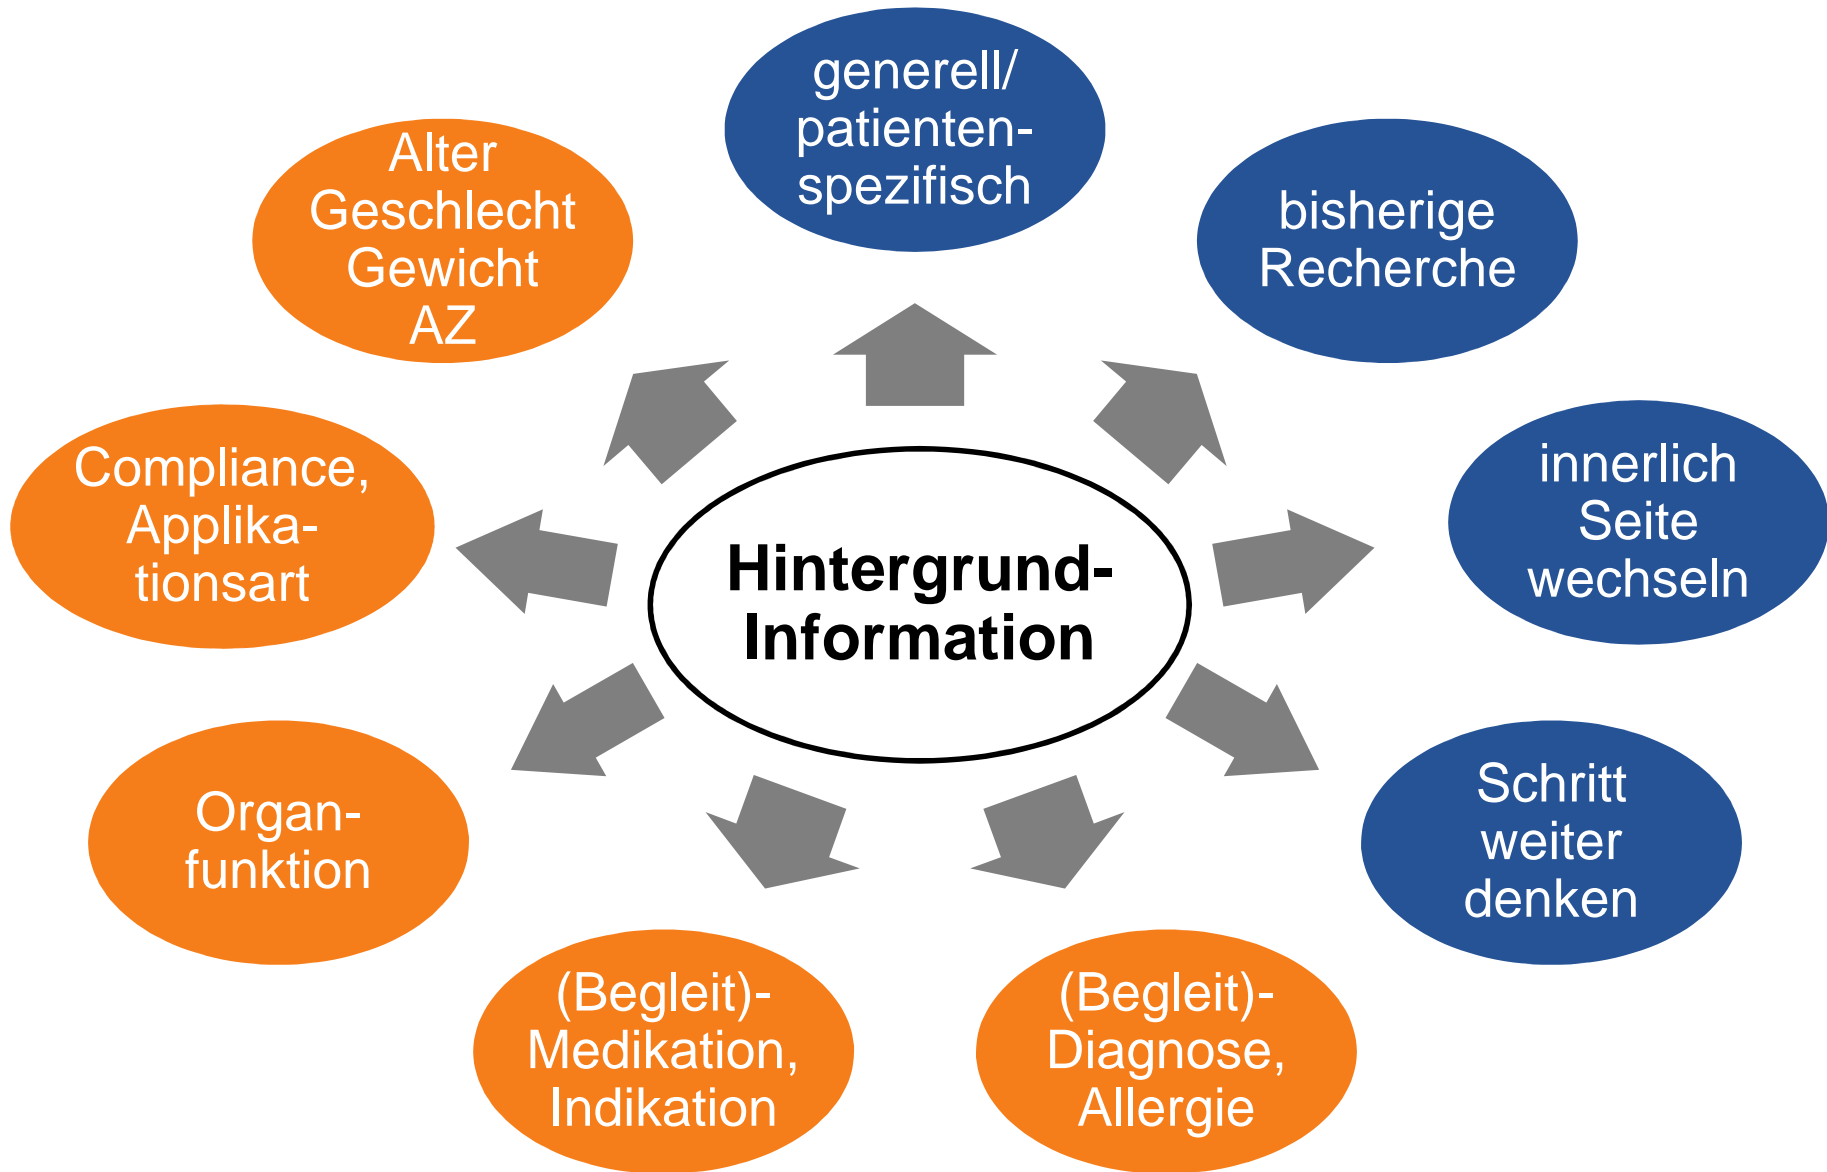 generell/
patienten-
spezifisch
bisherige
Recherche
innerlich
Seite
wechseln
Schritt
weiter
denken
(Begleit)-
Diagnose,
Allergie
(Begleit)-
Medikation,
Indikation
Organ-
funktion
Compliance,
Applika-
tionsart
Alter
Geschlecht
Gewicht
AZ
Hintergrund-
Information